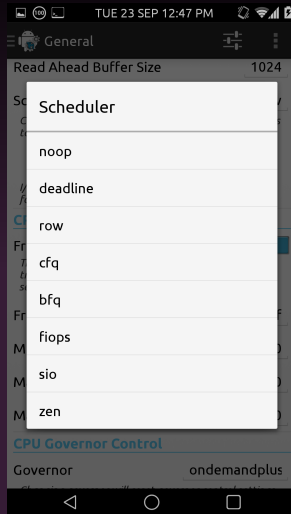 100
TUE 23 SEP 12:47 PM
General
Read Ahead Buffer Size 1024
Scheduler
noop
deadline
row
cfq
bfq
fiops
sio
zen
CPU Governor Control
Governor ondemandplus